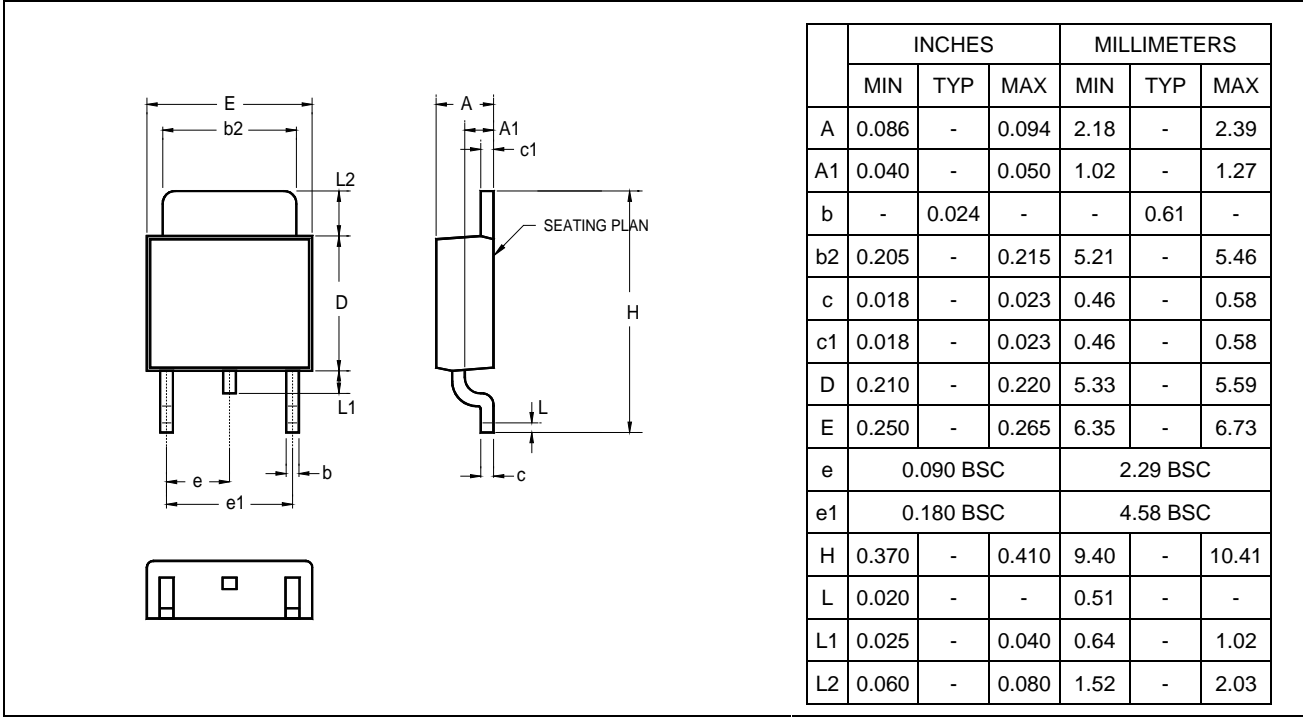 E
b2
L2
D
L1
e
b
e1
A
A1
c1
SEATING PLAN
H
L
c
INCHES MILLIMETERS
MIN TYP MAX MIN TYP MAX
A 0.086 - 0.094 2.18 - 2.39
A1 0.040 - 0.050 1.02 - 1.27
b - 0.024 - - 0.61 -
b2 0.205 - 0.215 5.21 - 5.46
c 0.018 - 0.023 0.46 - 0.58
c1 0.018 - 0.023 0.46 - 0.58
D 0.210 - 0.220 5.33 - 5.59
E 0.250 - 0.265 6.35 - 6.73
e 0.090 BSC 2.29 BSC
e1 0.180 BSC 4.58 BSC
H 0.370 - 0.410 9.40 - 10.41
L 0.020 - - 0.51 - -
L1 0.025 - 0.040 0.64 - 1.02
L2 0.060 - 0.080 1.52 - 2.03